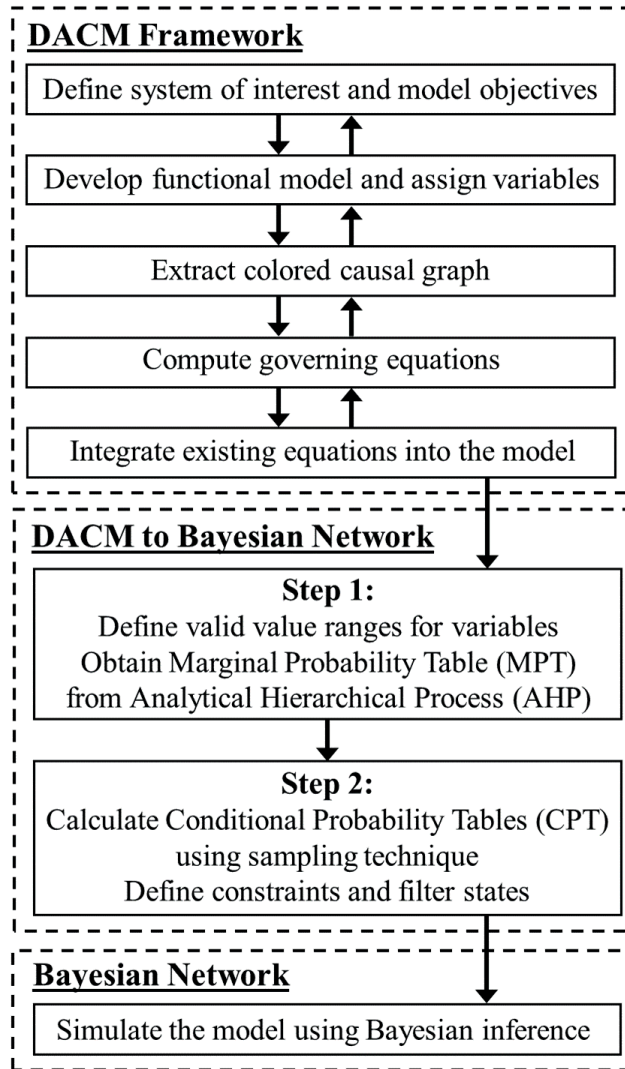 DACM Framework
Define system of interest and model objectives
Develop functional model and assign variables
Extract colored causal graph
Compute governing equations
Integrate existing equations into the model
DACM to Bayesian Network
Step 1:
Define valid value ranges for variables
Obtain Marginal Probability Table (MPT)
from Analytical Hierarchical Process (AHP)
Step 2:
Calculate Conditional Probability Tables (CPT)
using sampling technique
Define constraints and filter states
Bayesian Network
Simulate the model using Bayesian inference